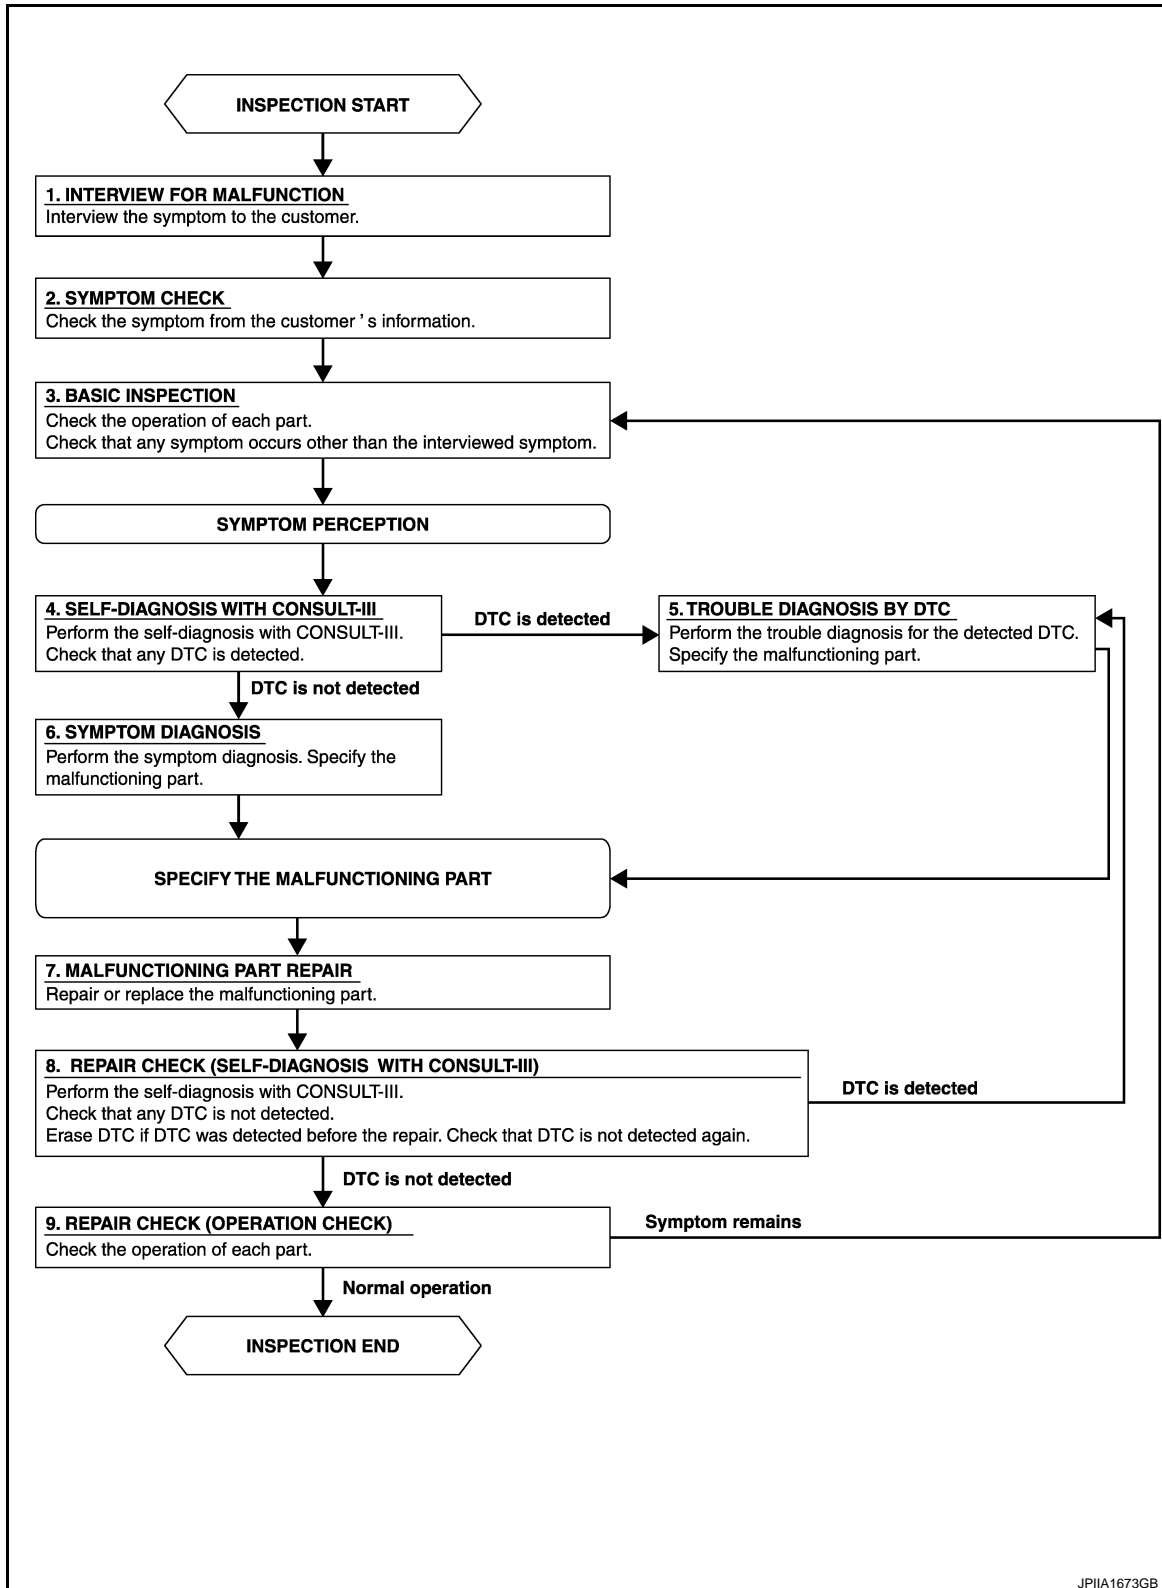 INSPECTION START
1. INTERVIEW FOR MALFUNCTION
Interview the symptom to the customer.
2. SYMPTOM CHECK
Check the symptom from the customer ’ s information.
3. BASIC INSPECTION
Check the operation of each part.
Check that any symptom occurs other than the interviewed symptom.
SYMPTOM PERCEPTION
4. SELF-DIAGNOSIS WITH CONSULT-III
Perform the self-diagnosis with CONSULT-III.
Check that any DTC is detected.
DTC is detected
5. TROUBLE DIAGNOSIS BY DTC
Perform the trouble diagnosis for the detected DTC.
Specify the malfunctioning part.
DTC is not detected
6. SYMPTOM DIAGNOSIS
Perform the symptom diagnosis. Specify the
malfunctioning part.
SPECIFY THE MALFUNCTIONING PART
7. MALFUNCTIONING PART REPAIR
Repair or replace the malfunctioning part.
8. REPAIR CHECK (SELF-DIAGNOSIS WITH CONSULT-III)
Perform the self-diagnosis with CONSULT-III.
Check that any DTC is not detected.
Erase DTC if DTC was detected before the repair. Check that DTC is not detected again.
DTC is detected
DTC is not detected
9. REPAIR CHECK (OPERATION CHECK)
Check the operation of each part.
Symptom remains
Normal operation
INSPECTION END
JPIIA1673GB